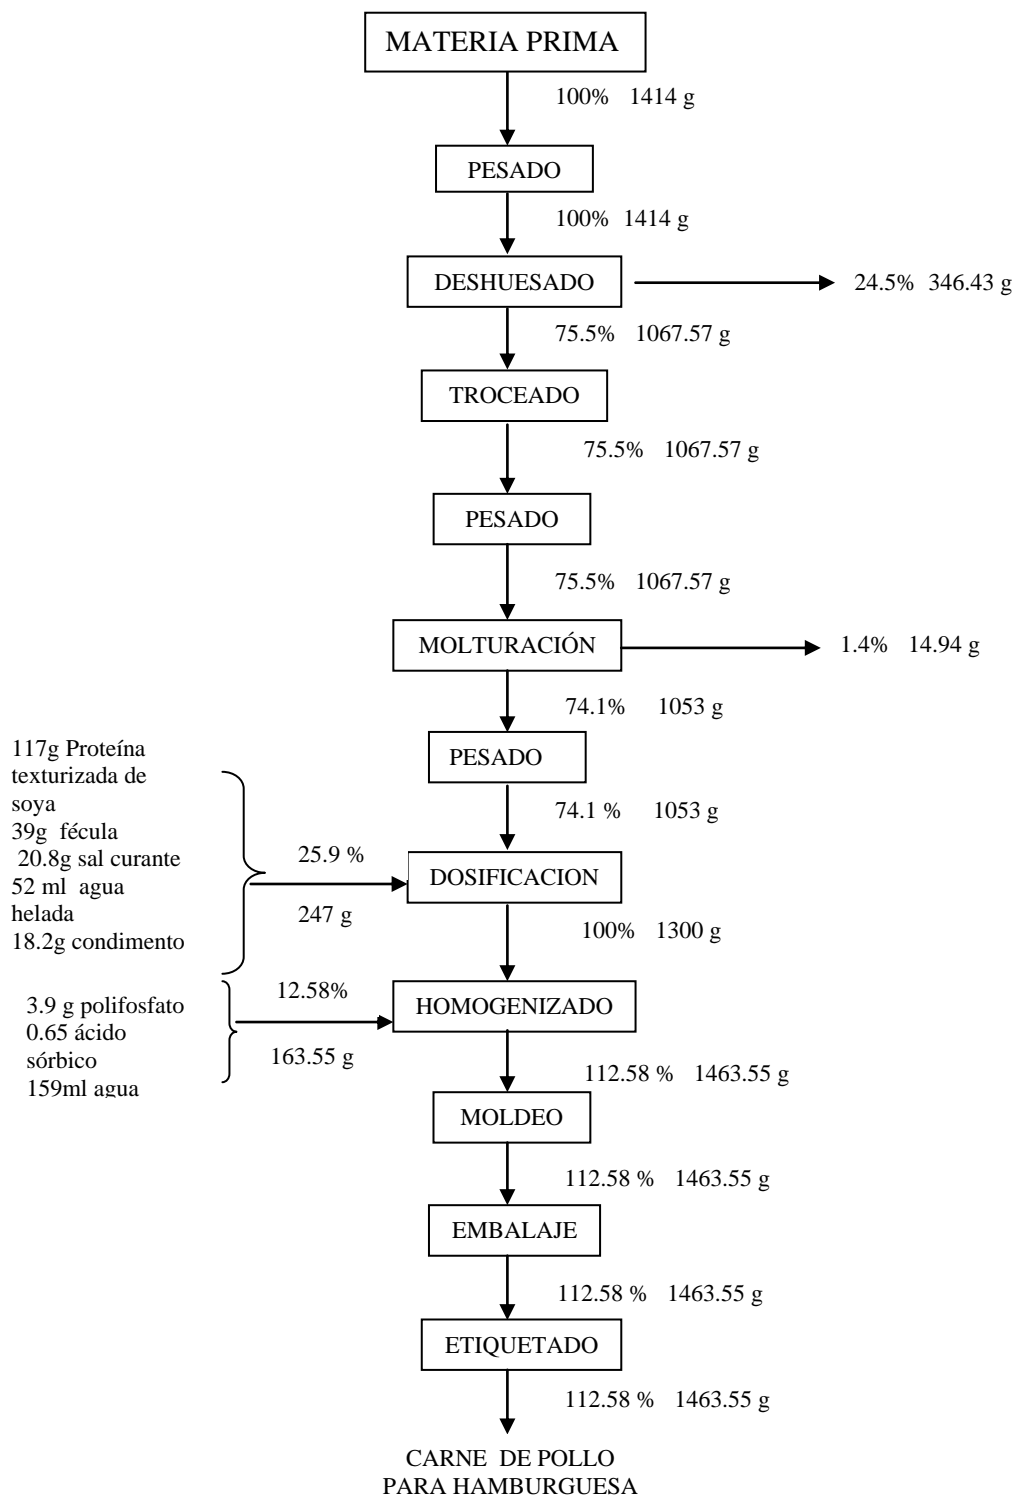 MATERIA PRIMA
100% 1414 g
PESADO
100% 1414 g
DESHUESADO
24.5% 346.43 g
75.5% 1067.57 g
TROCEADO
75.5% 1067.57 g
PESADO
75.5% 1067.57 g
MOLTURACIÓN
1.4% 14.94 g
74.1% 1053 g
PESADO
74.1 % 1053 g
117g Proteína
texturizada de
soya
39g fécula
20.8g sal curante
52 ml agua
helada
18.2g condimento
25.9 %
247 g
DOSIFICACION
100% 1300 g
3.9 g polifosfato
0.65 ácido
sórbico
159ml agua
12.58%
163.55 g
HOMOGENIZADO
112.58 % 1463.55 g
MOLDEO
112.58 % 1463.55 g
EMBALAJE
112.58 % 1463.55 g
ETIQUETADO
112.58 % 1463.55 g
CARNE DE POLLO
PARA HAMBURGUESA